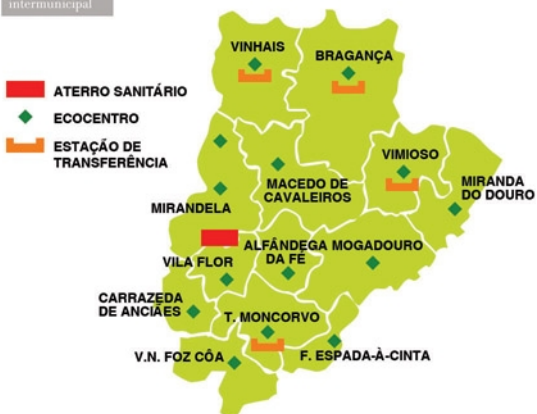 intermunicipal
VINHAIS
BRAGANÇA
ATERRO SANITÁRIO
ECOCENTRO
ESTAÇÃO DE
TRANSFERÊNCIA
VIMIOSO
MACEDO DE
CAVALEIROS
MIRANDA
DO DOURO
MIRANDELA
ALFÂNDEGA
DA FÉ
MOGADOURO
VILA FLOR
CARRAZEDA
DE ANCIÃES
T. MONCORVO
V.N. FOZ CÔA
F. ESPADA-À-CINTA